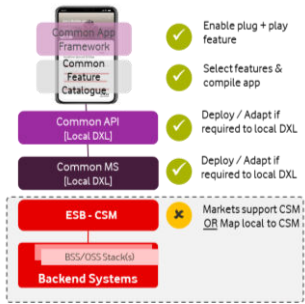 Common App
Framework
Common
Feature
Catalogue
Common API
[Local DXL]
Common MS
[Local DXL]
ESB - CSM
BSS/OSS Stack(s)
Backend Systems
Enable plug + play
feature
Select features &
compile app
Deploy / Adapt if
required to local DXL
Deploy / Adapt if
required to local DXL
Markets support CSM
OR Map local to CSM